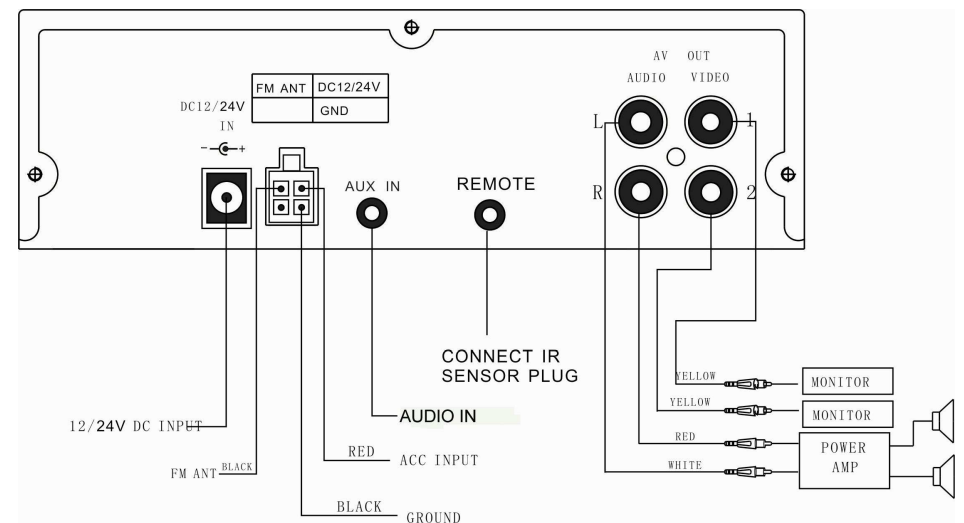 AV OUT
AUDIO VIDEO
FM ANT DC12/24V
GND
DC12/24V
IN
- +
L 1
AUX IN
REMOTE
R 2
CONNECT IR
SENSOR PLUG
YELLOW
MONITOR
YELLOW
MONITOR
AUDIO IN
12/24V DC INPUT
RED
POWER
AMP
RED
ACC INPUT
WHITE
FM ANT BLACK
BLACK
GROUND